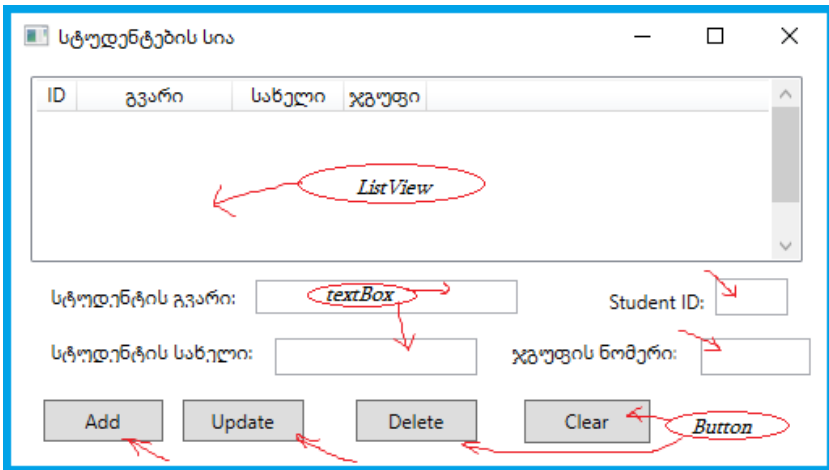 სტუდენტების სია
ID გვარი სახელი ჯგუფი
ListView
სტუდენტის გვარი: textBox Student ID:
სტუდენტის სახელი: ჯგუფის ნომერი:
Add Update Delete Clear Button